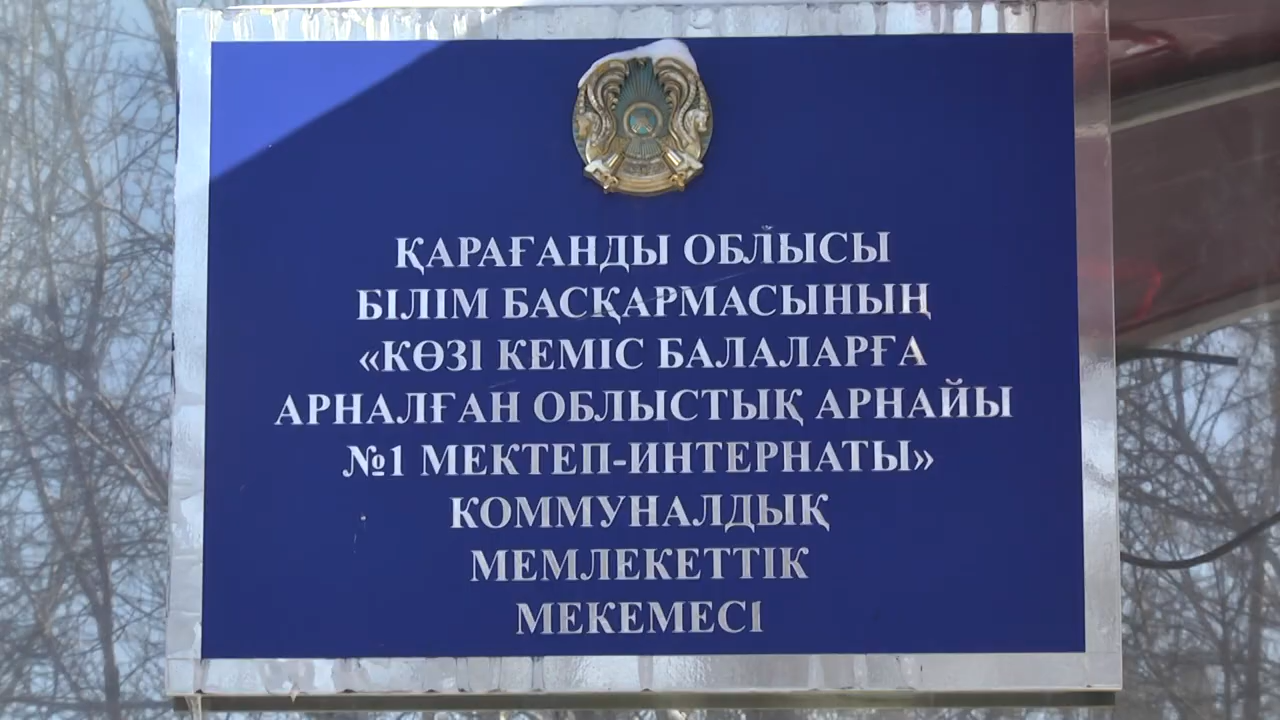 ҚАРАҒАНДЫ ОБЛЫСЫ
БІЛІМ БАСҚАРМАСЫНЫҢ
«КӨЗІ КЕМІС БАЛАЛАРҒА
АРНАЛҒАН ОБЛЫСТЫҚ АРНАЙЫ
№1 МЕКТЕП-ИНТЕРНАТЫ»
КОММУНАЛДЫҚ
МЕМЛЕКЕТТІК
МЕКЕМЕСІ